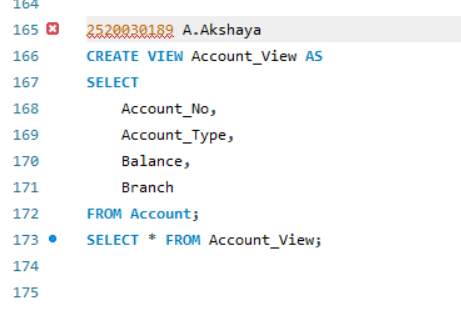 164
165 2520030189 A.Akshaya
166 CREATE VIEW Account_View AS
167 SELECT
168 Account_No,
169 Account_Type,
170 Balance,
171 Branch
172 FROM Account;
173 SELECT * FROM Account_View;
174
175